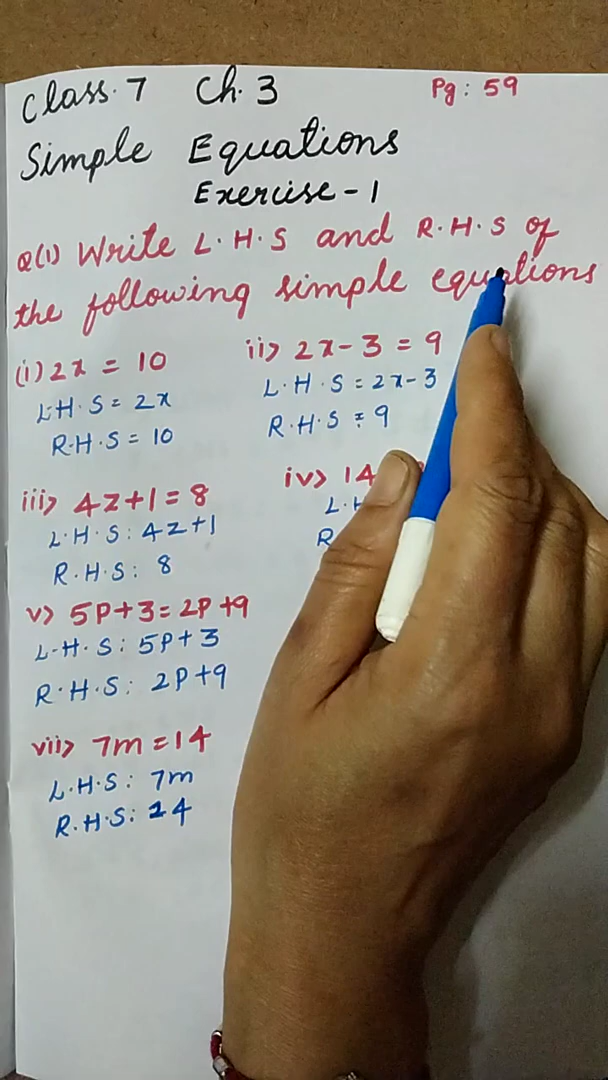 Class. 7 Ch. 3 Pg: 59
Simple Equations
Exercise - 1
Q(1) Write L.H.S and R.H.S of
the following simple equations
(i) 2x = 10 ii> 2x - 3 = 9
L.H.S = 2x L.H.S = 2x - 3
R.H.S = 10 R.H.S = 9
iii> 4z + 1 = 8 iv> 14
L.H.S: 4z + 1 L.H
R.H.S: 8 R
v> 5P + 3 = 2P + 9
L.H.S: 5P + 3
R.H.S: 2P + 9
vii> 7m = 14
L.H.S: 7m
R.H.S: 14